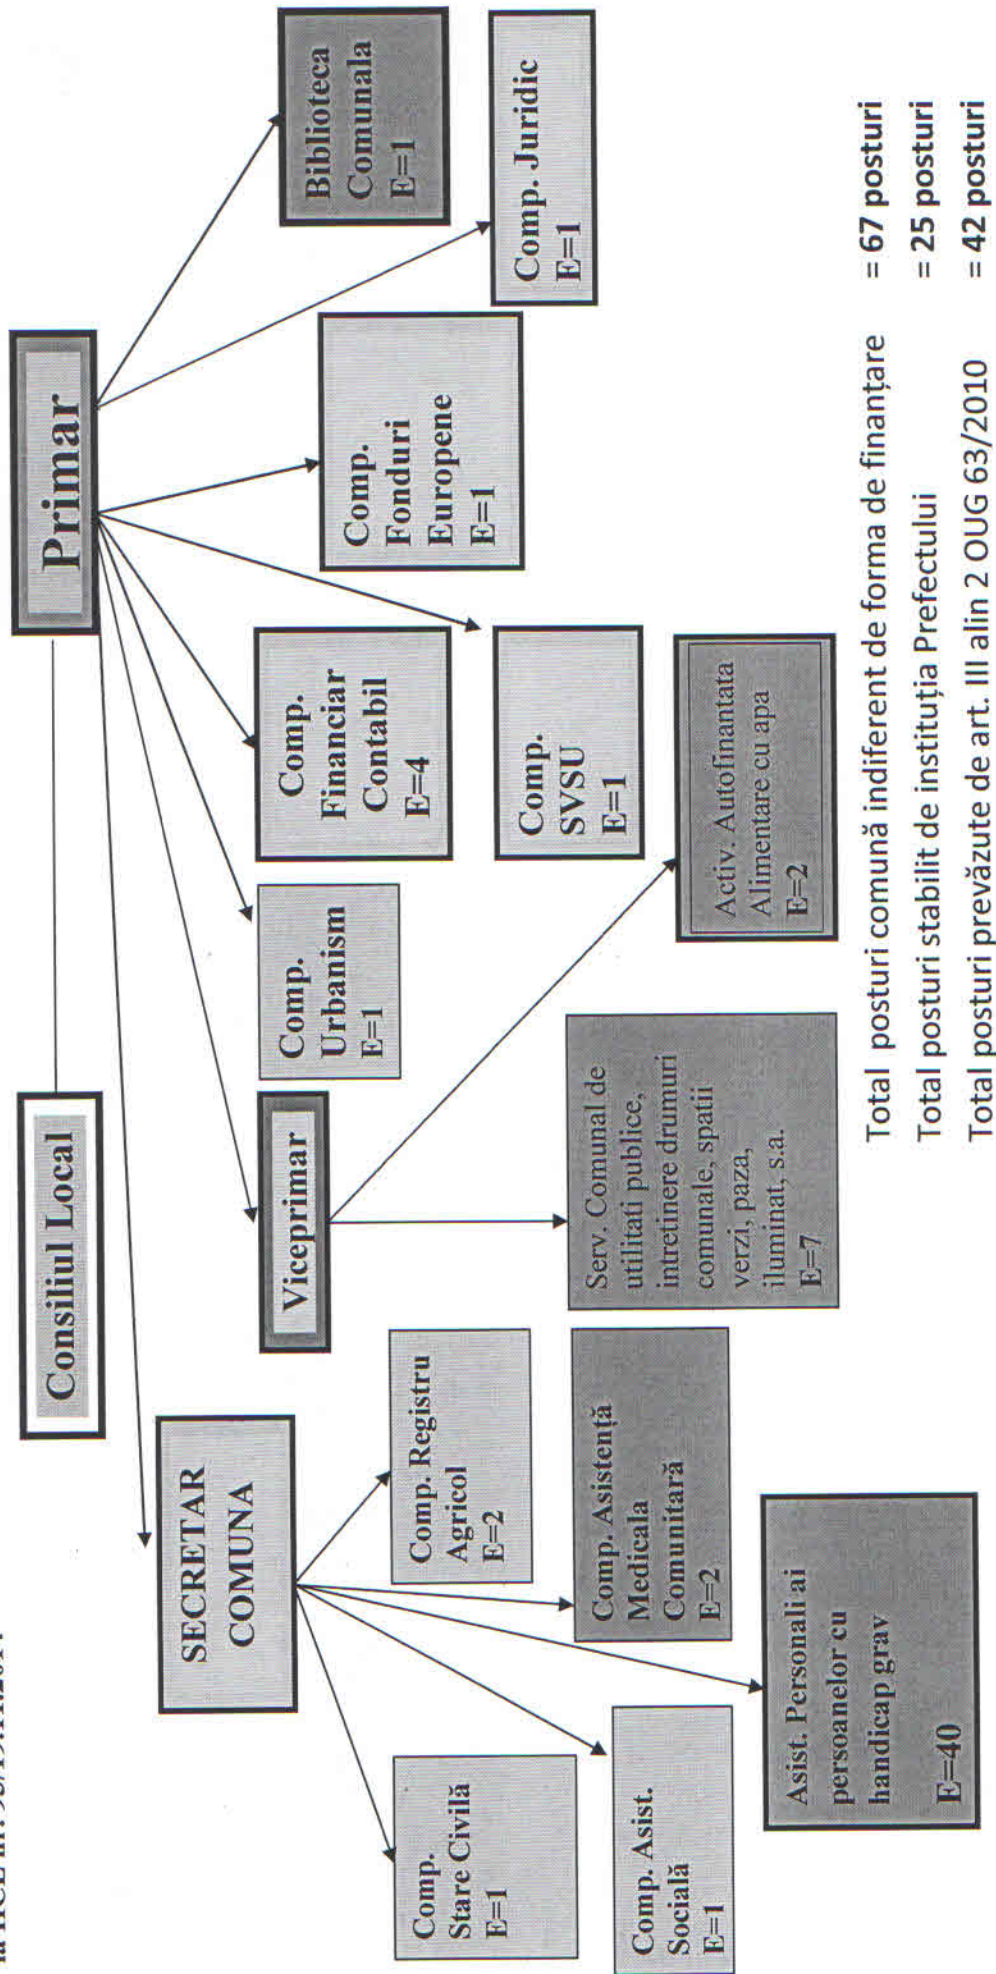 Consiliul Local
Primar
SECRETAR
COMUNA
Viceprimar
Comp.
Urbanism
E=1
Comp.
Financiar
Contabil
E=4
Comp.
Fonduri
Europene
E=1
Biblioteca
Comunala
E=1
Comp.
Stare Civilă
E=1
Comp. Registru
Agricol
E=2
Comp.
SVSU
E=1
Comp. Juridic
E=1
Comp. Asist.
Socială
E=1
Comp. Asistenţă
Medicala
Comunitară
E=2
Serv. Comunal de
utilitati publice,
intretinere drumuri
comunale, spatii
verzi, paza,
iluminat, s.a.
E=7
Activ. Autofinantata
Alimentare cu apa
E=2
Asist. Personali ai
persoanelor cu
handicap grav
E=40
Total posturi comună indiferent de forma de finanțare = 67 posturi
Total posturi stabilit de instituția Prefectului = 25 posturi
Total posturi prevăzute de art. III alin 2 OUG 63/2010 = 42 posturi